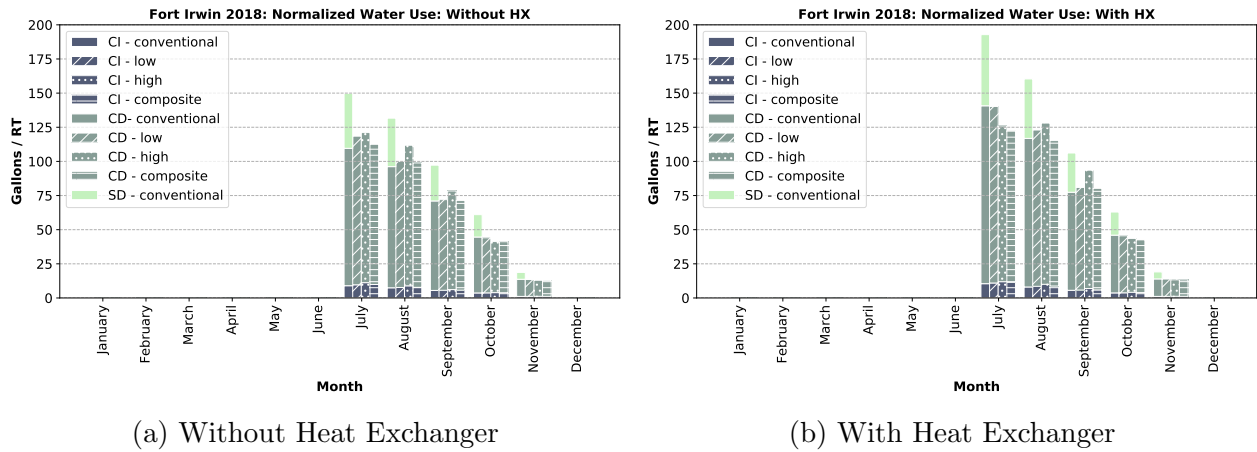 Fort Irwin 2018: Normalized Water Use: Without HX
200
175
150
125
100
75
50
25
0
Gallons / RT
CI - conventional
CI - low
CI - high
CI - composite
CD- conventional
CD - low
CD - high
CD - composite
SD - conventional
January
February
March
April
May
June
July
August
September
October
November
December
Month
(a) Without Heat Exchanger
Fort Irwin 2018: Normalized Water Use: With HX
200
175
150
125
100
75
50
25
0
Gallons / RT
CI - conventional
CI - low
CI - high
CI - composite
CD - conventional
CD - low
CD - high
CD - composite
SD - conventional
January
February
March
April
May
June
July
August
September
October
November
December
Month
(b) With Heat Exchanger